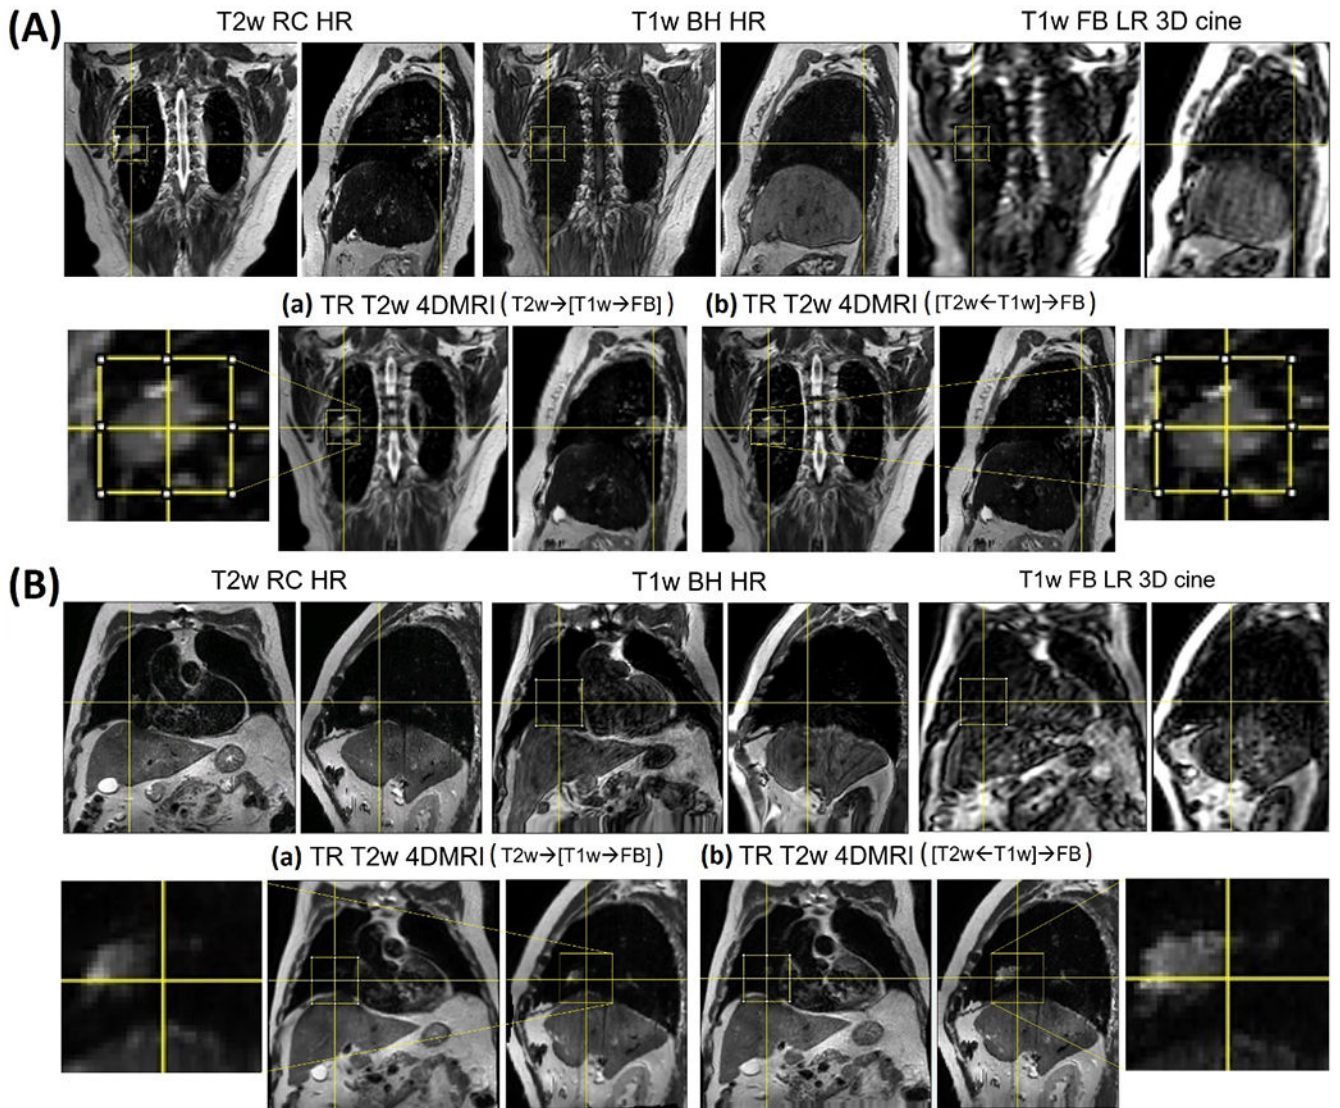 (A)
T2w RC HR T1w BH HR T1w FB LR 3D cine
(a) TR T2w 4DMRI (T2w→[T1w→FB]) (b) TR T2w 4DMRI ([T2w←T1w]→FB)
(B)
T2w RC HR T1w BH HR T1w FB LR 3D cine
(a) TR T2w 4DMRI (T2w→[T1w→FB]) (b) TR T2w 4DMRI ([T2w←T1w]→FB)